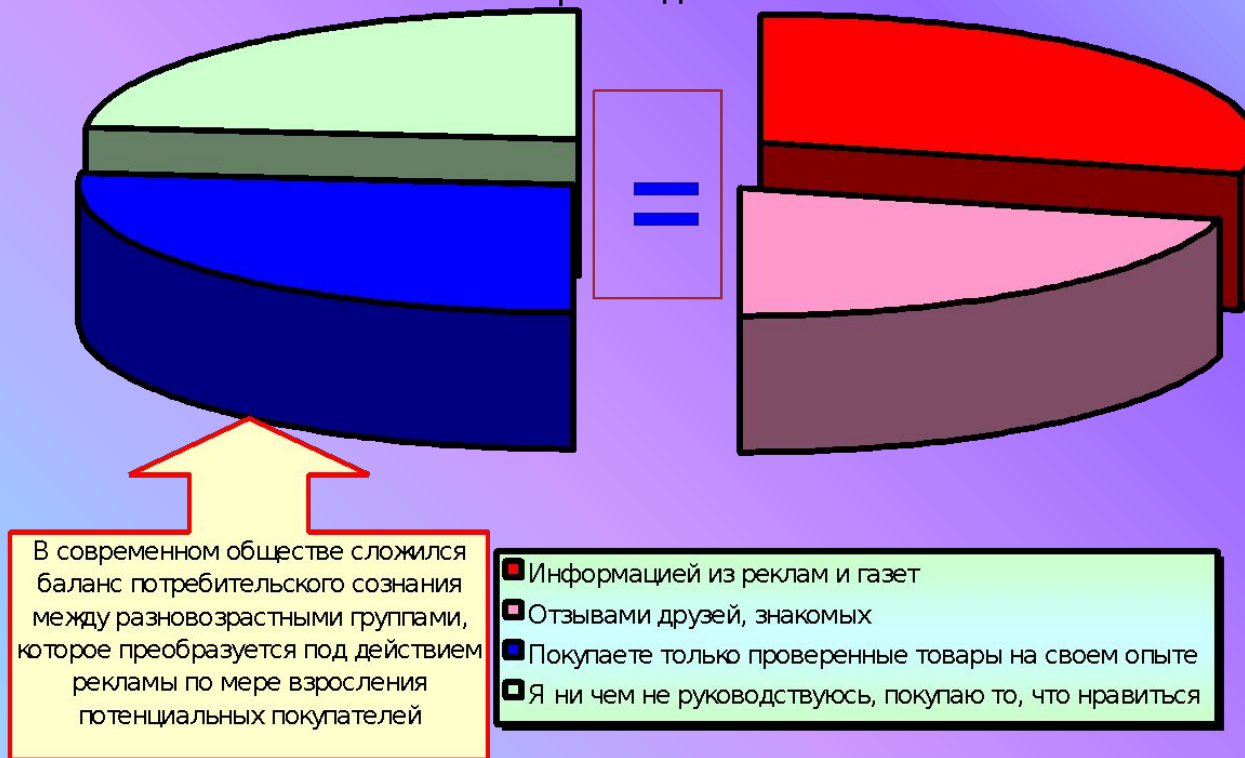 =
В современном обществе сложился
баланс потребительского сознания
между разновозрастными группами,
которое преобразуется под действием
рекламы по мере взросления
потенциальных покупателей
Информацией из реклам и газет
Отзывами друзей, знакомых
Покупаете только проверенные товары на своем опыте
Я ни чем не руководствуюсь, покупаю то, что нравиться